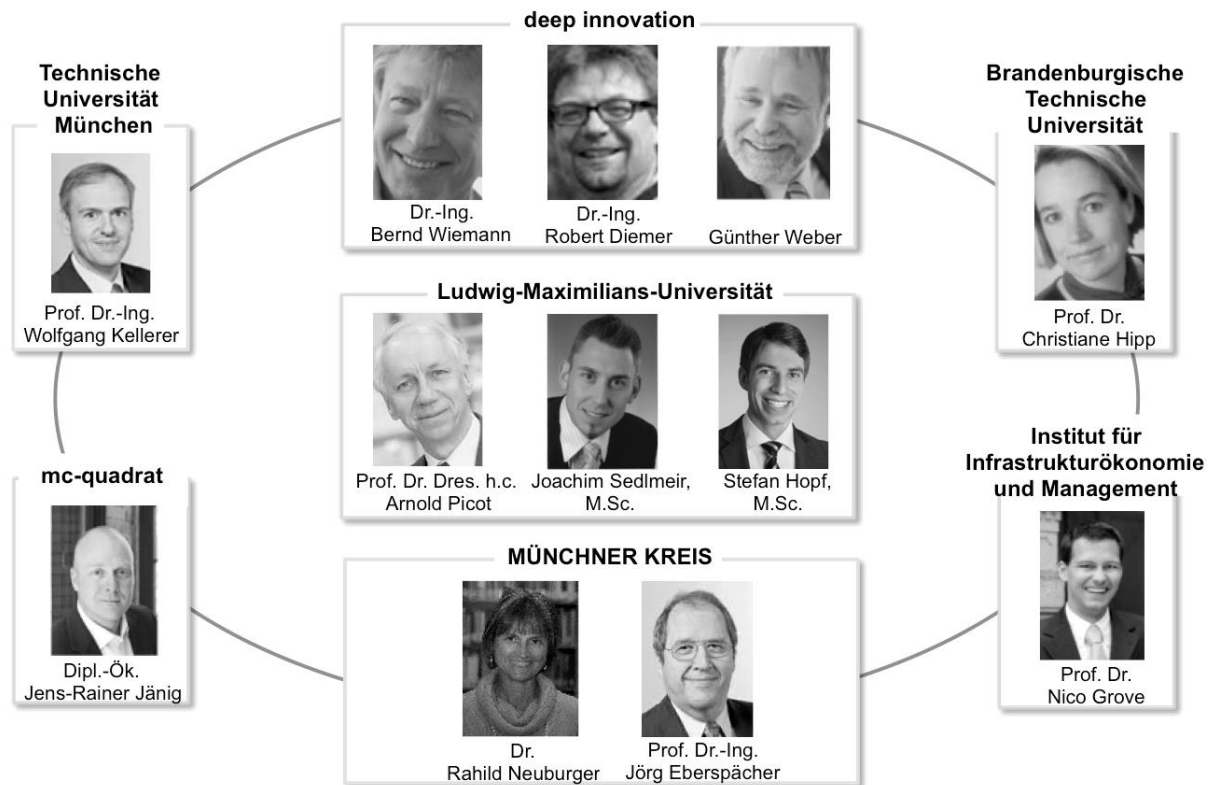 deep innovation
Dr.-Ing.
Bernd Wiemann
Dr.-Ing.
Robert Diemer
Günther Weber
Technische
Universität
München
Prof. Dr.-Ing.
Wolfgang Kellerer
Brandenburgische
Technische
Universität
Prof. Dr.
Christiane Hipp
Ludwig-Maximilians-Universität
Prof. Dr. Dres. h.c.
Arnold Picot
Joachim Sedlmeir,
M.Sc.
Stefan Hopf,
M.Sc.
mc-quadrat
Dipl.-Ök.
Jens-Rainer Jänig
Institut für
Infrastrukturökonomie
und Management
Prof. Dr.
Nico Grove
MÜNCHNER KREIS
Dr.
Rahild Neuburger
Prof. Dr.-Ing.
Jörg Eberspächer